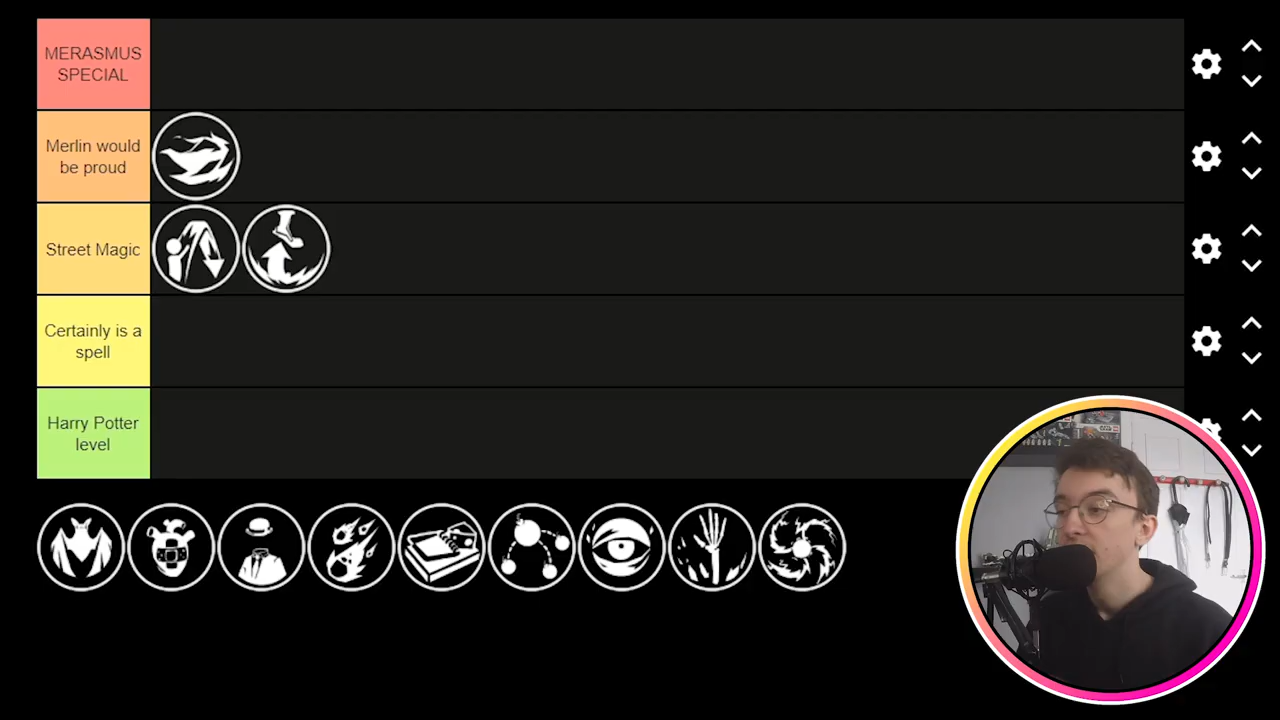 MERASMUS
SPECIAL
Merlin would
be proud
Street Magic
Certainly is a
spell
Harry Potter
level